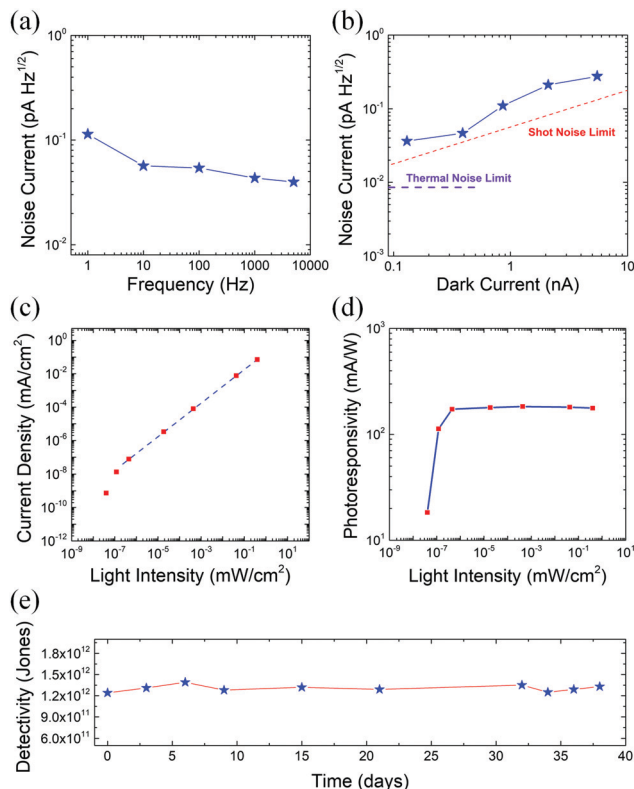 (a)
Noise Current (pA Hz^1/2)
10^0
10^-1
10^-2
1 10 100 1000 10000
Frequency (Hz)
(b)
Noise Current (pA Hz^1/2)
10^0
10^-1
10^-2
10^-3
Shot Noise Limit
Thermal Noise Limit
0.1 1 10
Dark Current (nA)
(c)
Current Density (mA/cm^2)
10^0
10^-2
10^-4
10^-6
10^-8
10^-10
10^-12
10^-9 10^-7 10^-5 10^-3 10^-1 10^1
Light Intensity (mW/cm^2)
(d)
Photoresponsivity (mA/W)
10^3
10^2
10^1
10^-9 10^-7 10^-5 10^-3 10^-1 10^1
Light Intensity (mW/cm^2)
(e)
Detectivity (Jones)
1.8x10^12
1.5x10^12
1.2x10^12
9.0x10^11
6.0x10^11
0 5 10 15 20 25 30 35 40
Time (days)